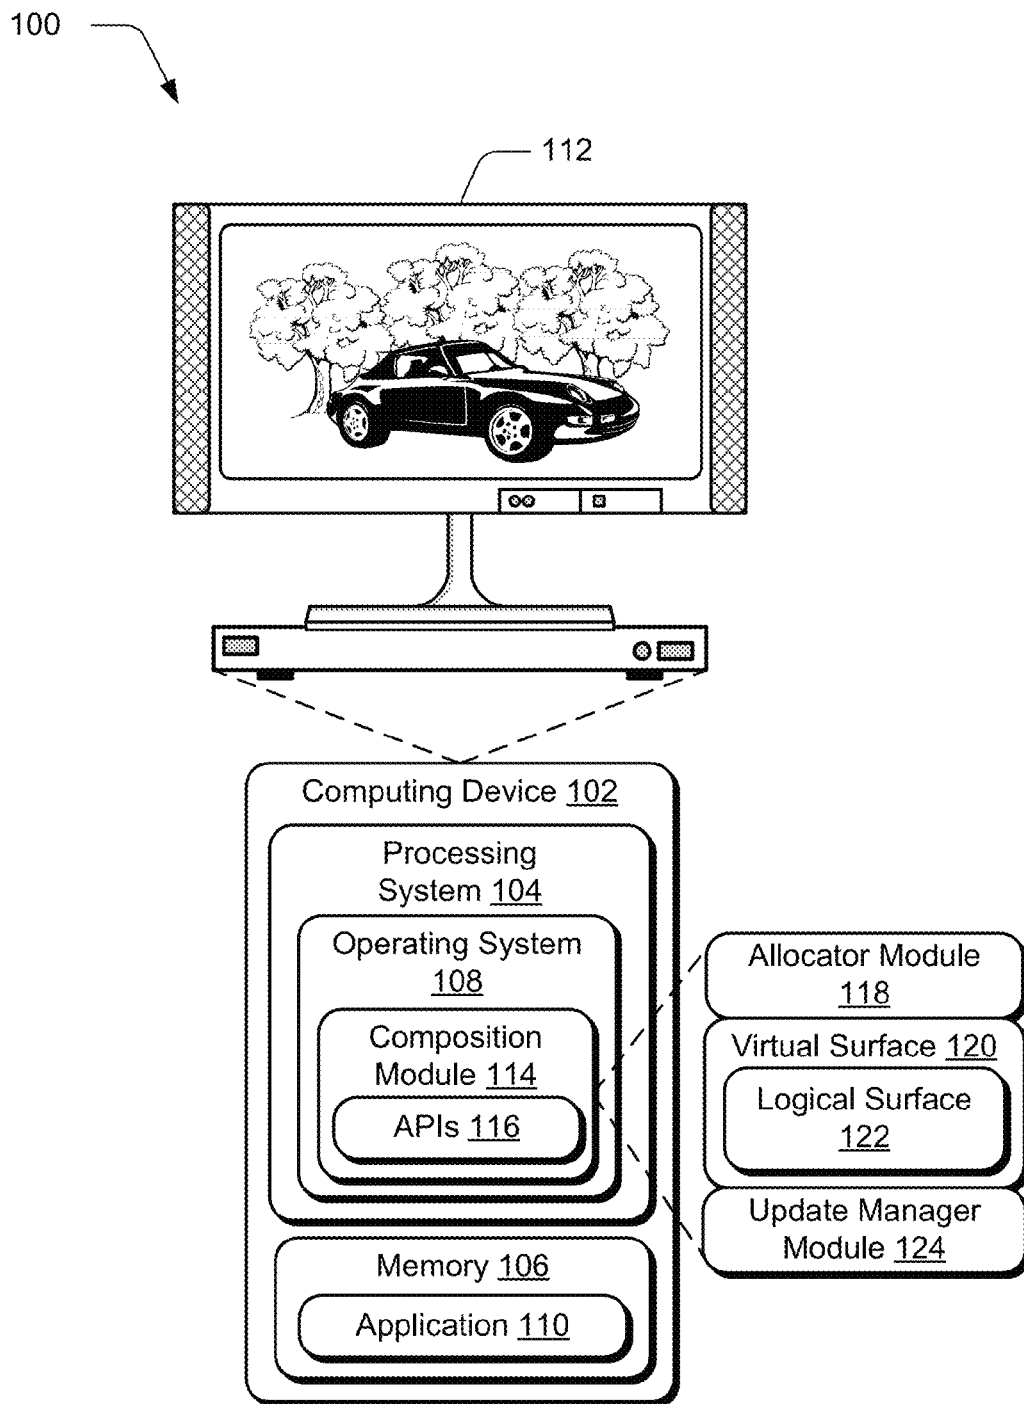 100
112
Computing Device 102
Processing
System 104
Operating System
108
Composition
Module 114
APIs 116
Memory 106
Application 110
Allocator Module
118
Virtual Surface 120
Logical Surface
122
Update Manager
Module 124